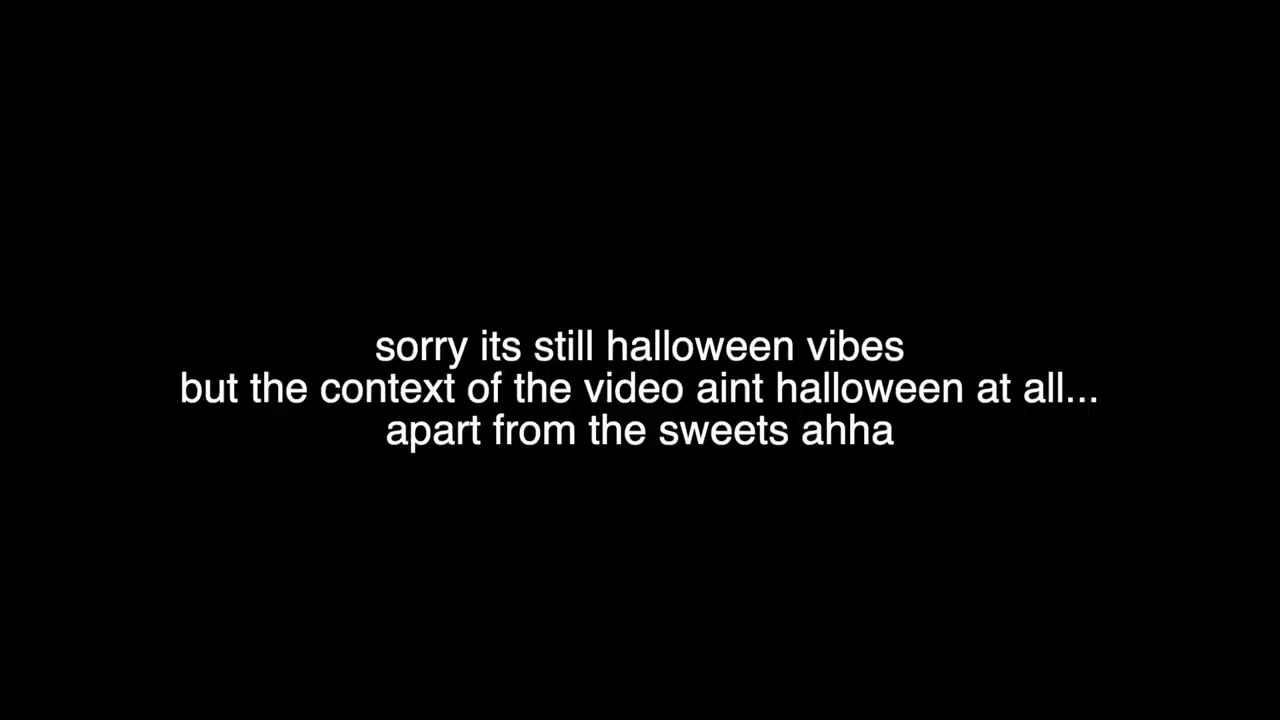 sorry its still halloween vibes
but the context of the video aint halloween at all...
apart from the sweets ahha